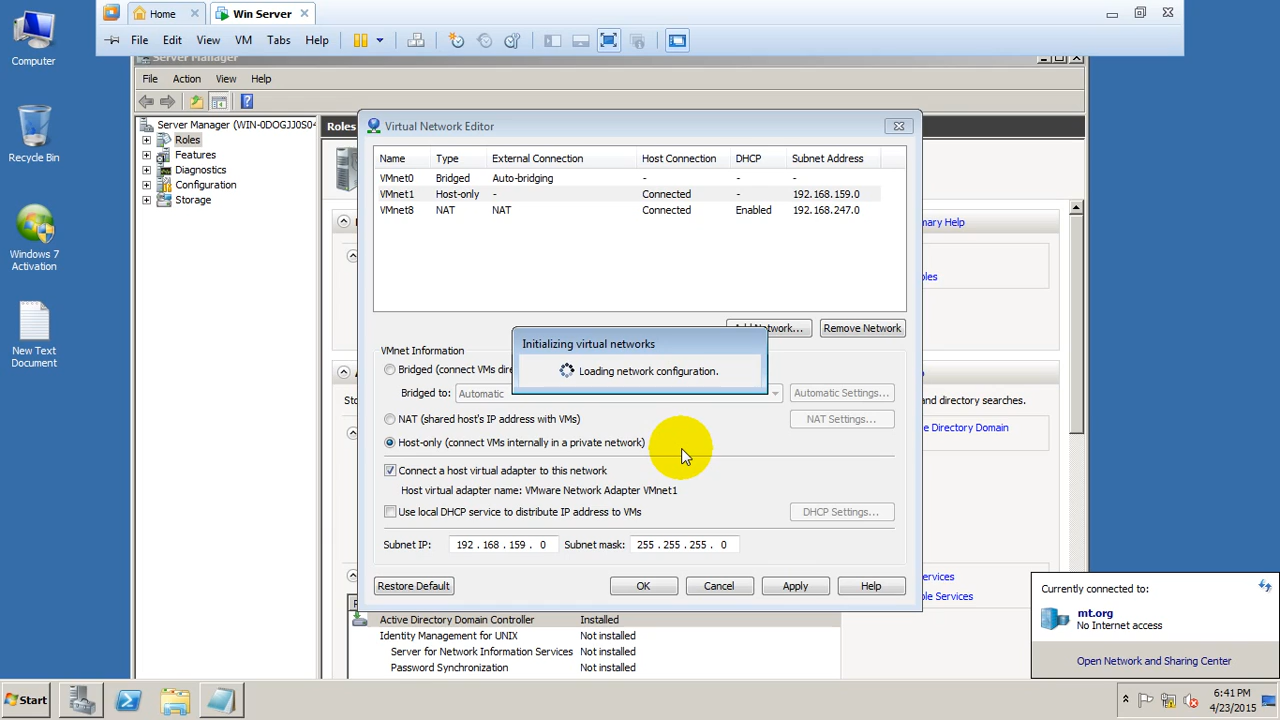 Home
Win Server
File Edit View VM Tabs Help
Computer
Recycle Bin
Windows 7
Activation
New Text
Document
Server Manager
File Action View Help
Server Manager (WIN-0DOGJJ0S04
Roles
Features
Diagnostics
Configuration
Storage
Roles
Virtual Network Editor
Name Type External Connection Host Connection DHCP Subnet Address
VMnet0 Bridged Auto-bridging - - -
VMnet1 Host-only - Connected - 192.168.159.0
VMnet8 NAT NAT Connected Enabled 192.168.247.0
Add Network... Remove Network
Initializing virtual networks
Loading network configuration.
VMnet Information
Bridged (connect VMs dire
Bridged to: Automatic Automatic Settings...
NAT (shared host's IP address with VMs) NAT Settings...
Host-only (connect VMs internally in a private network)
Connect a host virtual adapter to this network
Host virtual adapter name: VMware Network Adapter VMnet1
Use local DHCP service to distribute IP address to VMs DHCP Settings...
Subnet IP: 192 . 168 . 159 . 0 Subnet mask: 255 . 255 . 255 . 0
Restore Default OK Cancel Apply Help
mary Help
oles
and directory searches.
ctive Directory Domain
ervices
le Services
Active Directory Domain Controller Installed
Identity Management for UNIX Not installed
Server for Network Information Services Not installed
Password Synchronization Not installed
Currently connected to:
mt.org
No Internet access
Open Network and Sharing Center
Start
6:41 PM
4/23/2015